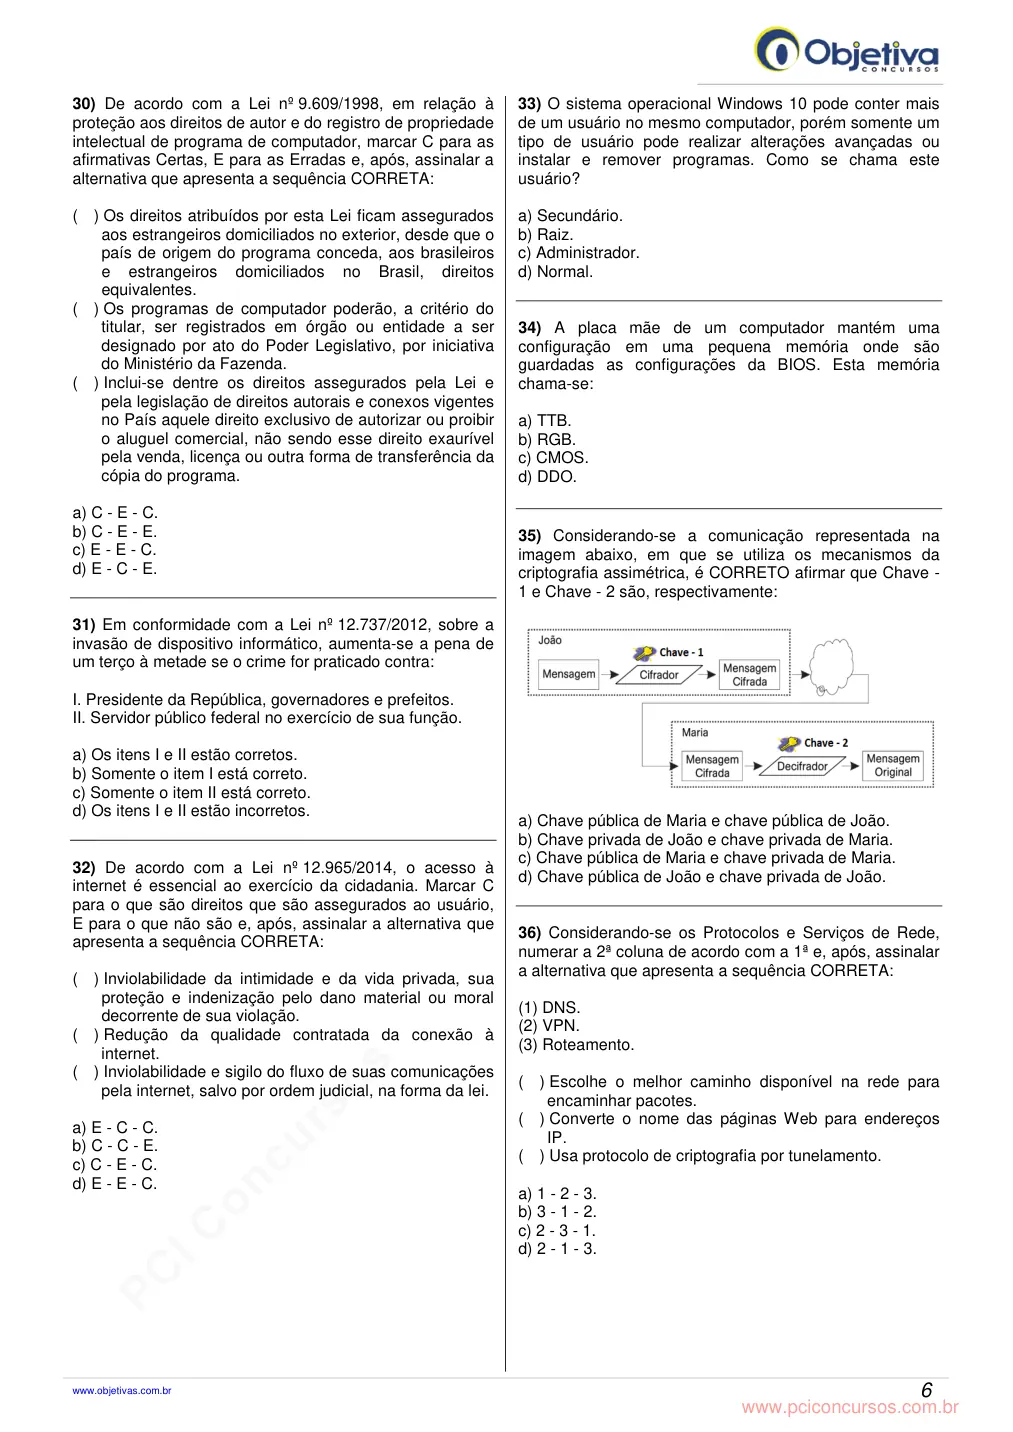 Objetiva
CONCURSOS
30) De acordo com a Lei nº 9.609/1998, em relação à
proteção aos direitos de autor e do registro de propriedade
intelectual de programa de computador, marcar C para as
afirmativas Certas, E para as Erradas e, após, assinalar a
alternativa que apresenta a sequência CORRETA:
( ) Os direitos atribuídos por esta Lei ficam assegurados
aos estrangeiros domiciliados no exterior, desde que o
país de origem do programa conceda, aos brasileiros
e estrangeiros domiciliados no Brasil, direitos
equivalentes.
( ) Os programas de computador poderão, a critério do
titular, ser registrados em órgão ou entidade a ser
designado por ato do Poder Legislativo, por iniciativa
do Ministério da Fazenda.
( ) Inclui-se dentre os direitos assegurados pela Lei e
pela legislação de direitos autorais e conexos vigentes
no País aquele direito exclusivo de autorizar ou proibir
o aluguel comercial, não sendo esse direito exaurível
pela venda, licença ou outra forma de transferência da
cópia do programa.
a) C - E - C.
b) C - E - E.
c) E - E - C.
d) E - C - E.
31) Em conformidade com a Lei nº 12.737/2012, sobre a
invasão de dispositivo informático, aumenta-se a pena de
um terço à metade se o crime for praticado contra:
I. Presidente da República, governadores e prefeitos.
II. Servidor público federal no exercício de sua função.
a) Os itens I e II estão corretos.
b) Somente o item I está correto.
c) Somente o item II está correto.
d) Os itens I e II estão incorretos.
32) De acordo com a Lei nº 12.965/2014, o acesso à
internet é essencial ao exercício da cidadania. Marcar C
para o que são direitos que são assegurados ao usuário,
E para o que não são e, após, assinalar a alternativa que
apresenta a sequência CORRETA:
( ) Inviolabilidade da intimidade e da vida privada, sua
proteção e indenização pelo dano material ou moral
decorrente de sua violação.
( ) Redução da qualidade contratada da conexão à
internet.
( ) Inviolabilidade e sigilo do fluxo de suas comunicações
pela internet, salvo por ordem judicial, na forma da lei.
a) E - C - C.
b) C - C - E.
c) C - E - C.
d) E - E - C.
PCI Concursos
33) O sistema operacional Windows 10 pode conter mais
de um usuário no mesmo computador, porém somente um
tipo de usuário pode realizar alterações avançadas ou
instalar e remover programas. Como se chama este
usuário?
a) Secundário.
b) Raiz.
c) Administrador.
d) Normal.
34) A placa mãe de um computador mantém uma
configuração em uma pequena memória onde são
guardadas as configurações da BIOS. Esta memória
chama-se:
a) TTB.
b) RGB.
c) CMOS.
d) DDO.
35) Considerando-se a comunicação representada na
imagem abaixo, em que se utiliza os mecanismos da
criptografia assimétrica, é CORRETO afirmar que Chave -
1 e Chave - 2 são, respectivamente:
João
Chave - 1
Mensagem
Cifrador
Mensagem
Cifrada
Maria
Chave - 2
Mensagem
Cifrada
Decifrador
Mensagem
Original
a) Chave pública de Maria e chave pública de João.
b) Chave privada de João e chave privada de Maria.
c) Chave pública de Maria e chave privada de Maria.
d) Chave pública de João e chave privada de João.
36) Considerando-se os Protocolos e Serviços de Rede,
numerar a 2ª coluna de acordo com a 1ª e, após, assinalar
a alternativa que apresenta a sequência CORRETA:
(1) DNS.
(2) VPN.
(3) Roteamento.
( ) Escolhe o melhor caminho disponível na rede para
encaminhar pacotes.
( ) Converte o nome das páginas Web para endereços
IP.
( ) Usa protocolo de criptografia por tunelamento.
a) 1 - 2 - 3.
b) 3 - 1 - 2.
c) 2 - 3 - 1.
d) 2 - 1 - 3.
www.objetivas.com.br
6
www.pciconcursos.com.br